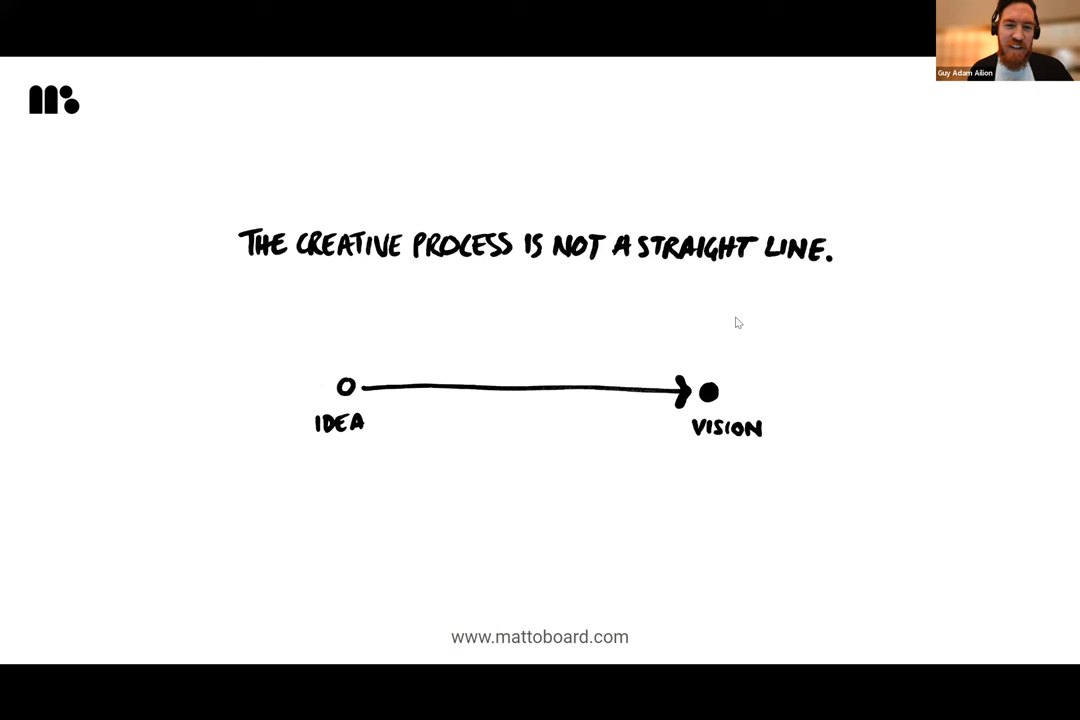 Guy Adam Ailion
THE CREATIVE PROCESS IS NOT A STRAIGHT LINE.
IDEA
VISION
www.mattoboard.com